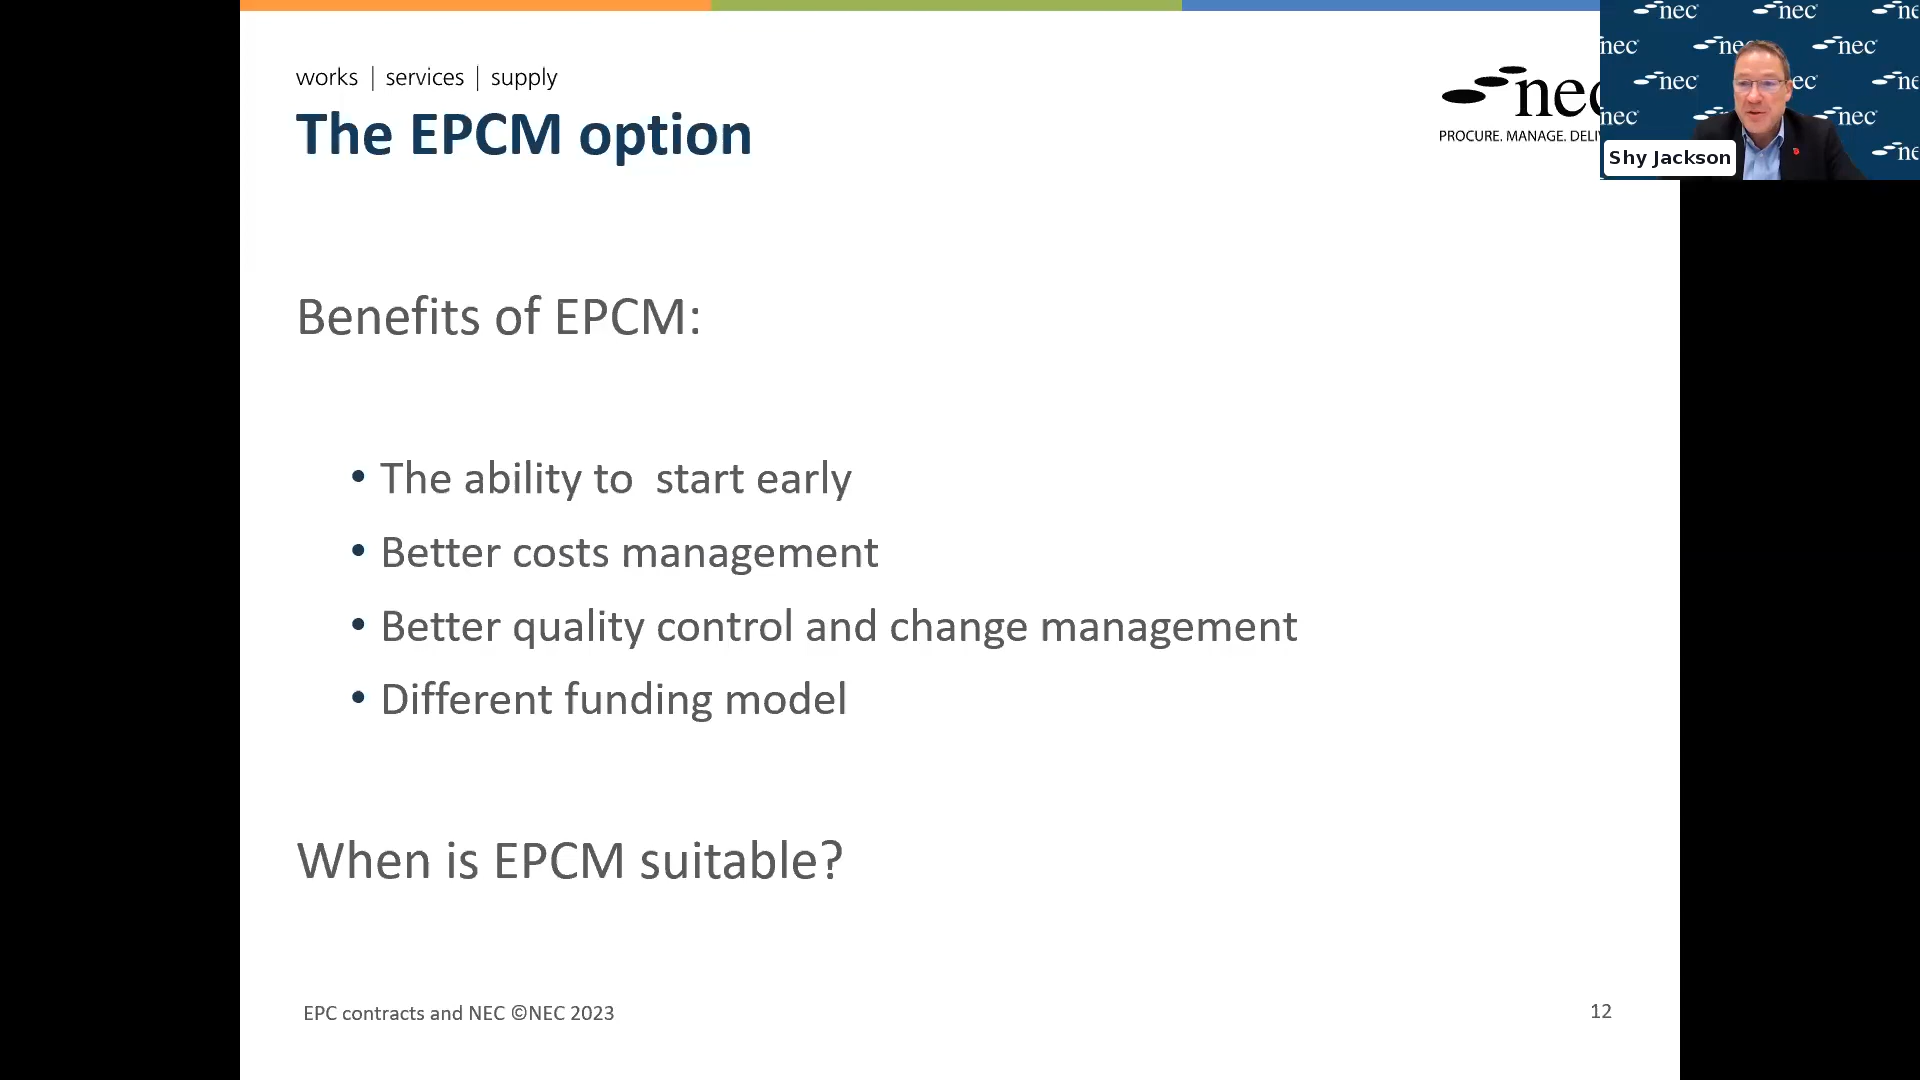 works | services | supply
The EPCM option
nec
PROCURE. MANAGE.
Shy Jackson
Benefits of EPCM:
• The ability to  start early
• Better costs management
• Better quality control and change management
• Different funding model
When is EPCM suitable?
EPC contracts and NEC ©NEC 2023
12